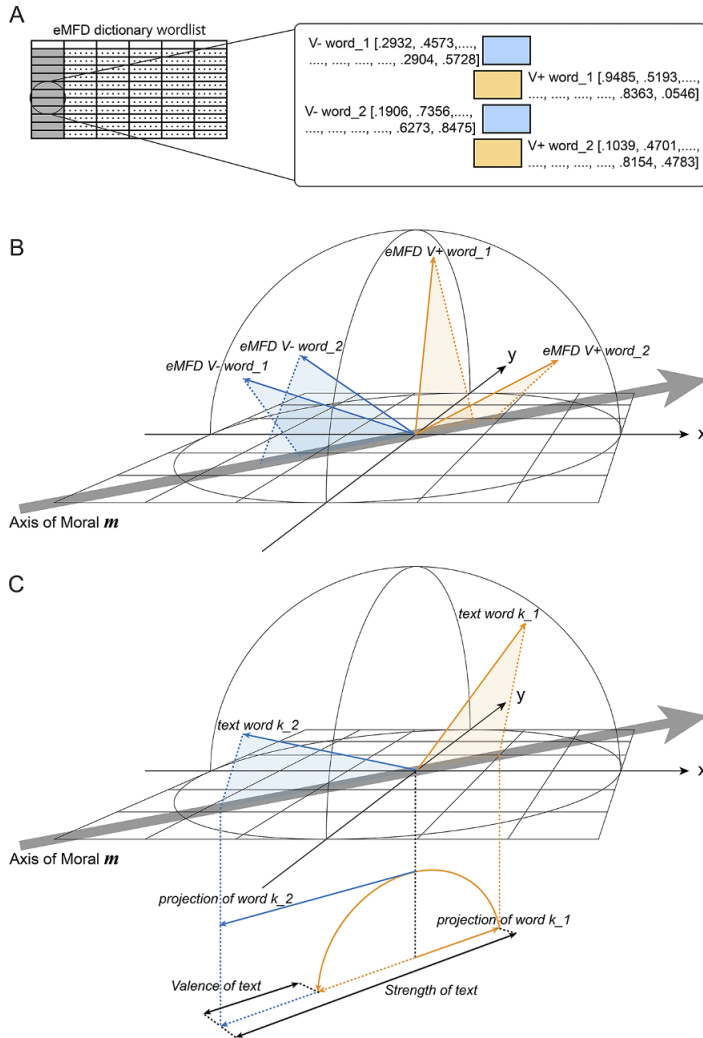 A
eMFD dictionary wordlist
V- word_1 [.2932, .4573,....,
...., ...., ...., ...., .2904, .5728]
V+ word_1 [.9485, .5193,....,
...., ...., ...., ...., .8363, .0546]
V- word_2 [.1906, .7356,....,
...., ...., ...., ...., .6273, .8475]
V+ word_2 [.1039, .4701,....,
...., ...., ...., ...., .8154, .4783]
B
eMFD V+ word_1
eMFD V- word_2
eMFD V- word_1
y
eMFD V+ word_2
x
Axis of Moral m
C
text word k_1
y
text word k_2
x
Axis of Moral m
projection of word k_2
projection of word k_1
Valence of text
Strength of text